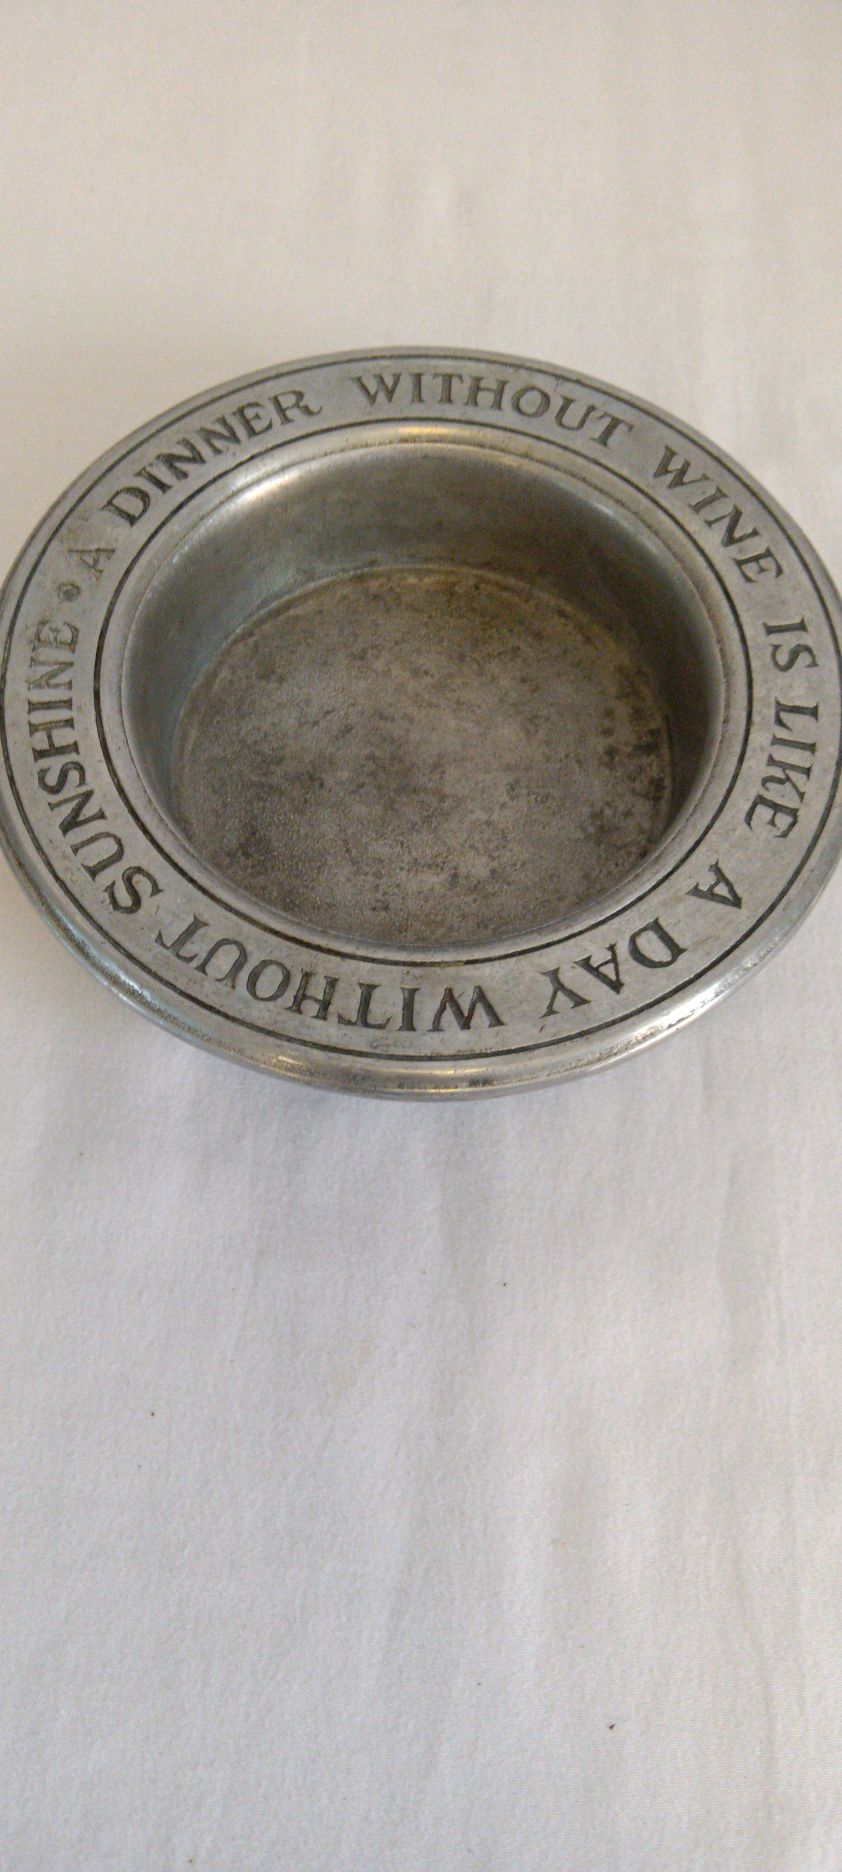 A DINNER WITHOUT WINE IS LIKE A DAY WITHOUT SUNSHINE •